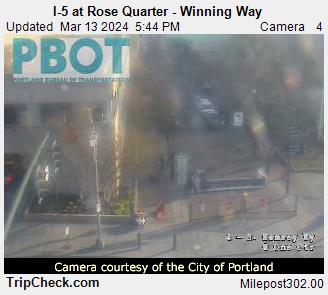 I-5 at Rose Quarter - Winning Way
Updated Mar 13 2024 5:44 PM Camera 4
PBOT
PORTLAND BUREAU OF TRANSPORTATION
Camera courtesy of the City of Portland
TripCheck.com Milepost302.00